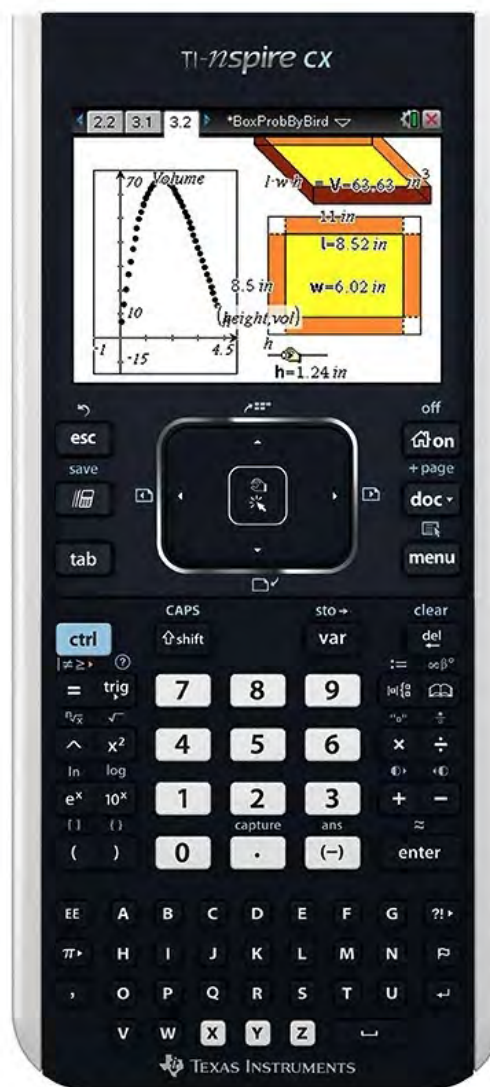 TI-nspire CX
2.2 3.1 3.2 *BoxProbByBird
70 Volume
l·w·h = V=63.63 in³
11 in
l=8.52 in
8.5 in
w=6.02 in
10
(height,vol)
-1
-15
4.5
h
h=1.24 in
off
esc
on
save
+page
doc
tab
menu
CAPS
sto→
clear
ctrl
shift
var
del
|≠≥▸ ? := ∞β°
= trig 7 8 9
ⁿ√x √ "◦" 
^ x² 4 5 6 × ÷
ln log
eˣ 10ˣ 1 2 3 + −
[ ] { } capture ans ≈
( ) 0 . (−) enter
EE A B C D E F G ?!▸
π▸ H I J K L M N
, O P Q R S T U
V W X Y Z
TEXAS INSTRUMENTS